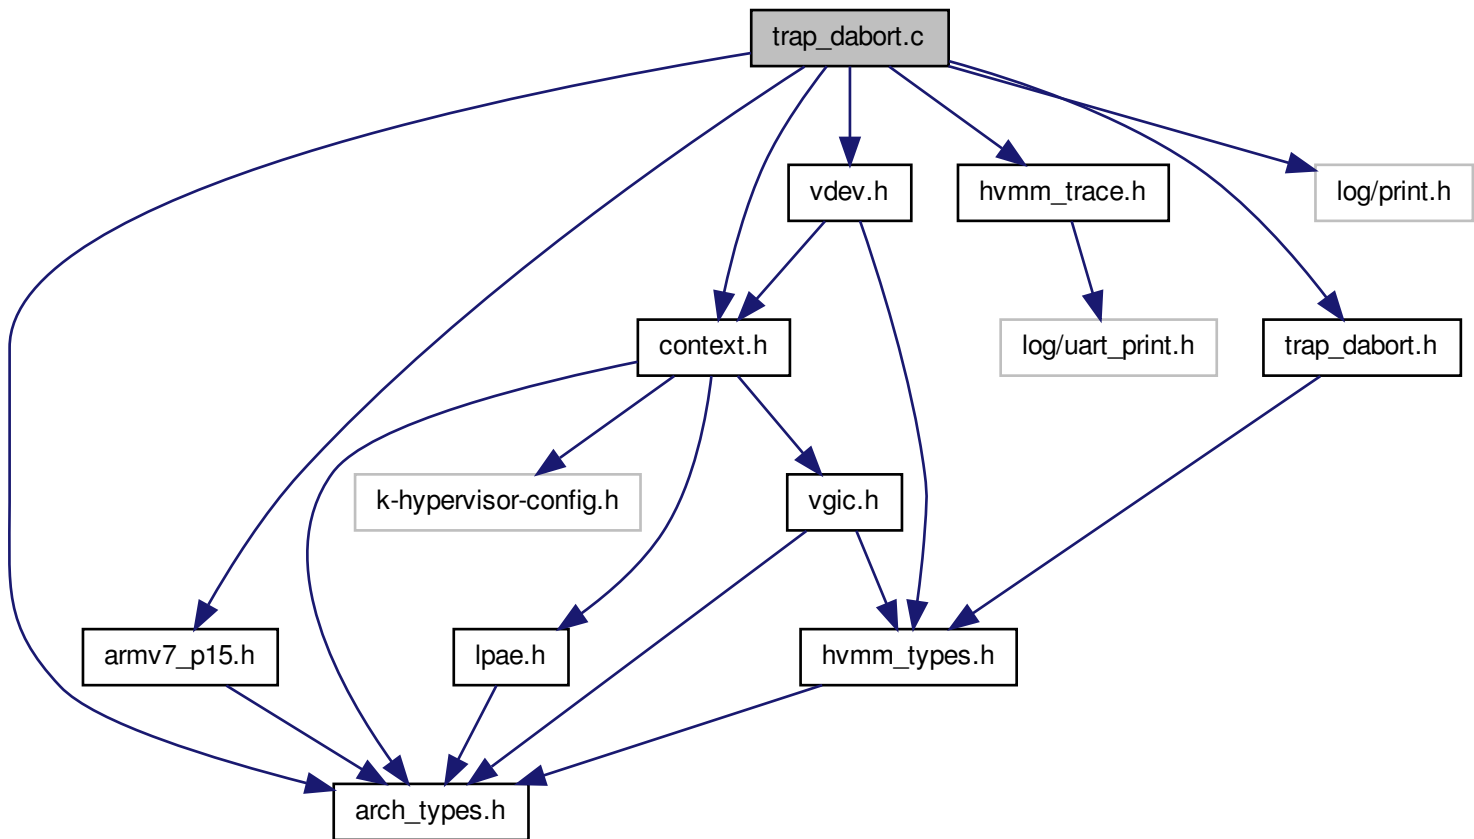 trap_dabort.c
vdev.h
hvmm_trace.h
log/print.h
context.h
log/uart_print.h
trap_dabort.h
k-hypervisor-config.h
vgic.h
armv7_p15.h
lpae.h
hvmm_types.h
arch_types.h